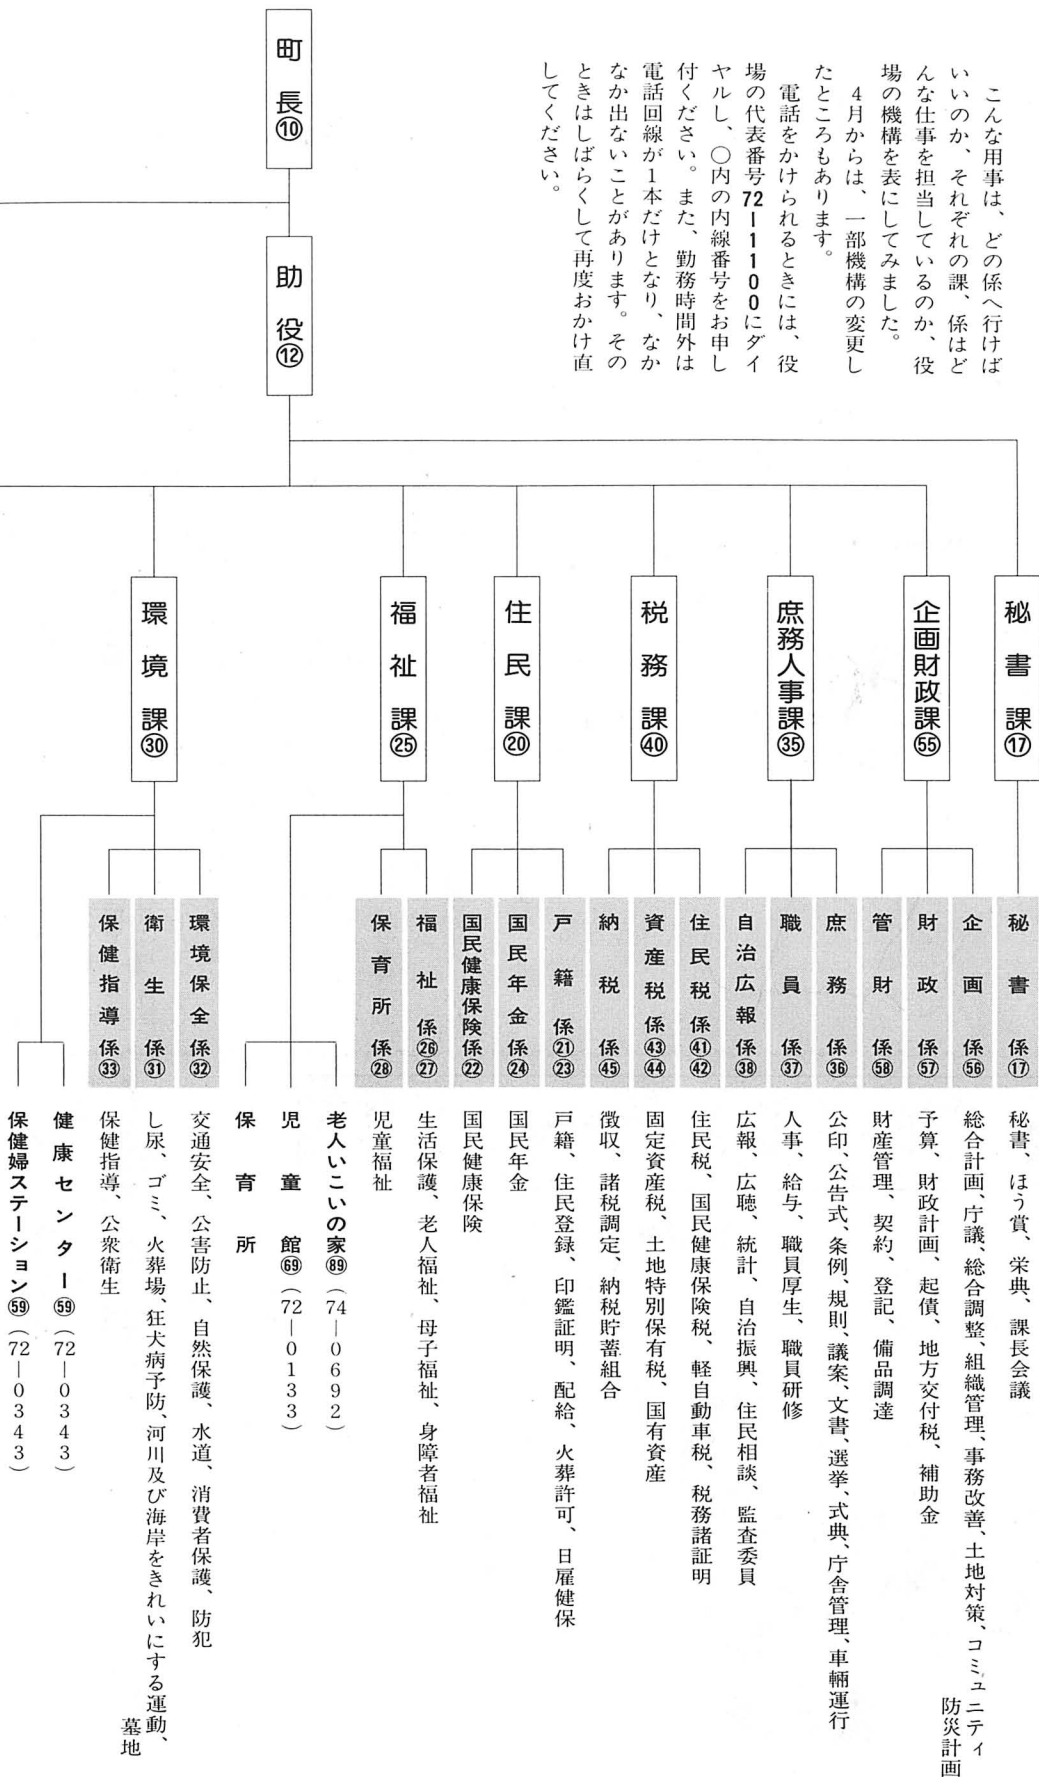 こんな用事は、どの係へ行けば
いいのか、それぞれの課、係はど
んな仕事を担当しているのか、役
場の機構を表にしてみました。
4月からは、一部機構の変更し
たところもあります。
電話をかけられるときには、役
場の代表番号72-1100にダイ
ヤルし、○内の内線番号をお申し
付ください。また、勤務時間外は
電話回線が1本だけとなり、なか
なか出ないことがあります。その
ときはしばらくして再度おかけ直
してください。
町長⑩
助役⑫
秘書課⑰
秘書係⑰
秘書、ほう賞、栄典、課長会議
企画財政課55
企画係56
総合計画、庁議、総合調整、組織管理、事務改善、土地対策、コミュニティ
防災計画
財政係57
予算、財政計画、起債、地方交付税、補助金
管財係58
財産管理、契約、登記、備品調達
庶務人事課㉟
庶務係㊱
公印、公告式、条例、規則、議案、文書、選挙、式典、庁舎管理、車輛運行
職員係㊲
人事、給与、職員厚生、職員研修
自治広報係㊳
広報、広聴、統計、自治振興、住民相談、監査委員
税務課㊵
住民税係㊶㊷
住民税、国民健康保険税、軽自動車税、税務諸証明
資産税係㊸㊹
固定資産税、土地特別保有税、国有資産
納税係㊺
徴収、諸税調定、納税貯蓄組合
住民課⑳
戸籍係㉑㉓
戸籍、住民登録、印鑑証明、配給、火葬許可、日雇健保
国民年金係㉔
国民年金
国民健康保険係㉒
国民健康保険
福祉課㉕
福祉係㉖㉗
生活保護、老人福祉、母子福祉、身障者福祉
保育所係㉘
児童福祉
老人いこいの家89(74-0692)
児童館69(72-0133)
保育所
環境課㉚
環境保全係㉜
交通安全、公害防止、自然保護、水道、消費者保護、防犯
衛生係㉛
し尿、ゴミ、火葬場、狂犬病予防、河川及び海岸をきれいにする運動、
墓地
保健指導係㉝
保健指導、公衆衛生
健康センター59(72-0343)
保健婦ステーション59(72-0343)